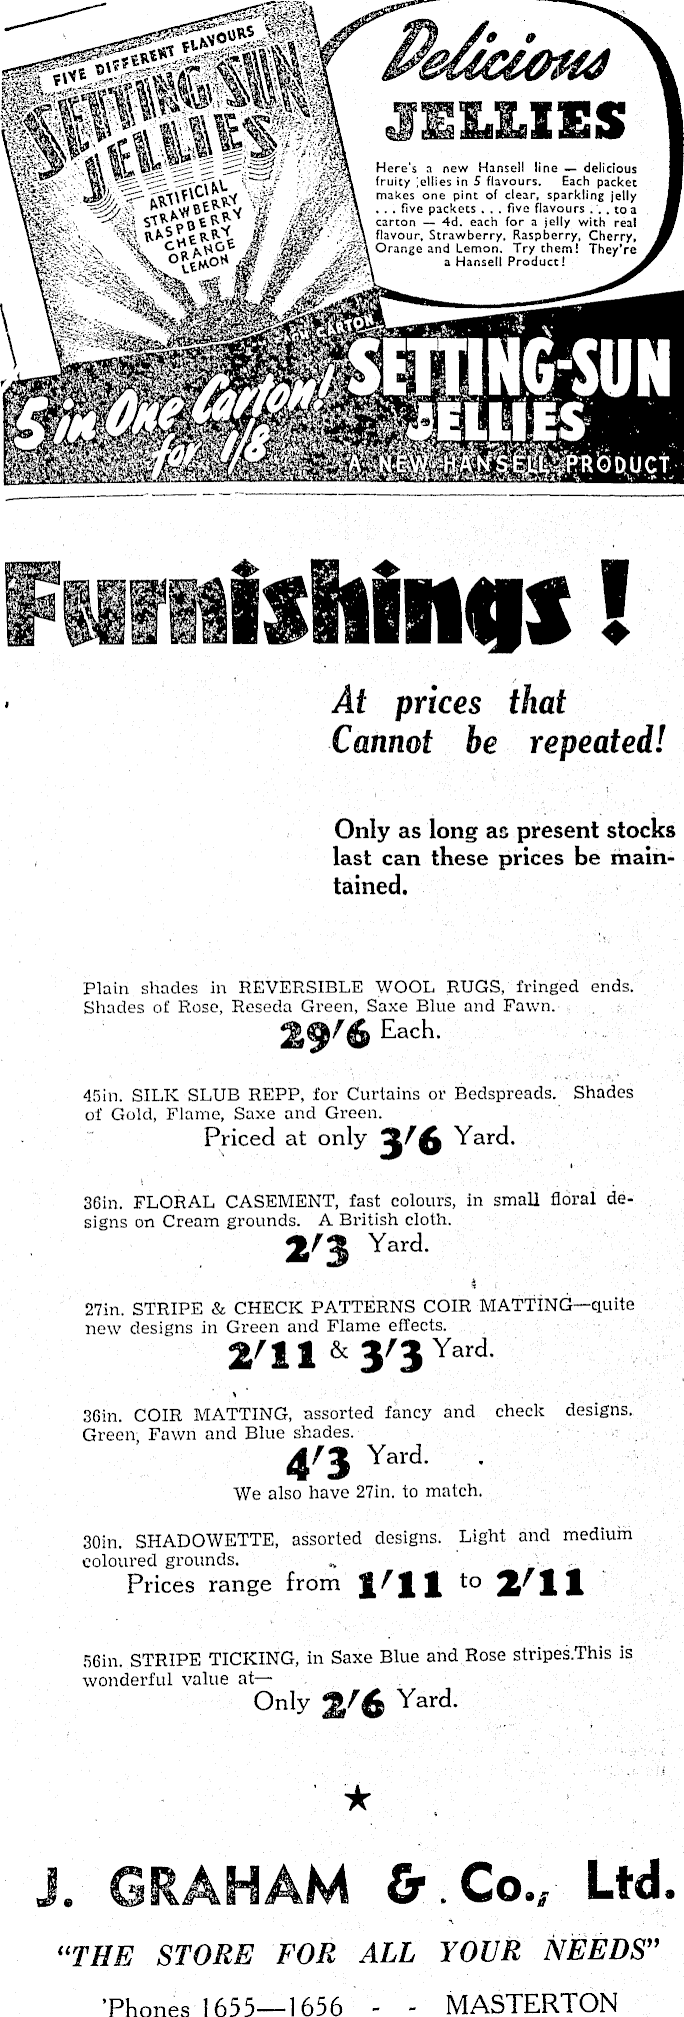 FIVE DIFFERENT FLAVOURS
SETTING SUN
JELLIES
ARTIFICIAL
STRAWBERRY
RASPBERRY
CHERRY
ORANGE
LEMON
CARTON
Delicious
JELLIES
Here's a new Hansell line — delicious
fruity jellies in 5 flavours. Each packet
makes one pint of clear, sparkling jelly
. . . five packets . . . five flavours . . . to a
carton — 4d. each for a jelly with real
flavour, Strawberry, Raspberry, Cherry,
Orange and Lemon. Try them! They're
a Hansell Product!
5 in One Carton!
for 1/8
SETTING-SUN
JELLIES
A NEW HANSELL PRODUCT
Furnishings!
At prices that
Cannot be repeated!
Only as long as present stocks
last can these prices be main-
tained.
Plain shades in REVERSIBLE WOOL RUGS, fringed ends.
Shades of Rose, Reseda Green, Saxe Blue and Fawn.
29/6 Each.
45in. SILK SLUB REPP, for Curtains or Bedspreads. Shades
of Gold, Flame, Saxe and Green.
Priced at only 3/6 Yard.
36in. FLORAL CASEMENT, fast colours, in small floral de-
signs on Cream grounds. A British cloth.
2/3 Yard.
27in. STRIPE & CHECK PATTERNS COIR MATTING—quite
new designs in Green and Flame effects.
2/11 & 3/3 Yard.
36in. COIR MATTING, assorted fancy and check designs.
Green, Fawn and Blue shades.
4/3 Yard.
We also have 27in. to match.
30in. SHADOWETTE, assorted designs. Light and medium
coloured grounds.
Prices range from 1/11 to 2/11
56in. STRIPE TICKING, in Saxe Blue and Rose stripes.This is
wonderful value at—
Only 2/6 Yard.
J. GRAHAM & Co., Ltd.
"THE STORE FOR ALL YOUR NEEDS"
'Phones 1655—1656 - - MASTERTON